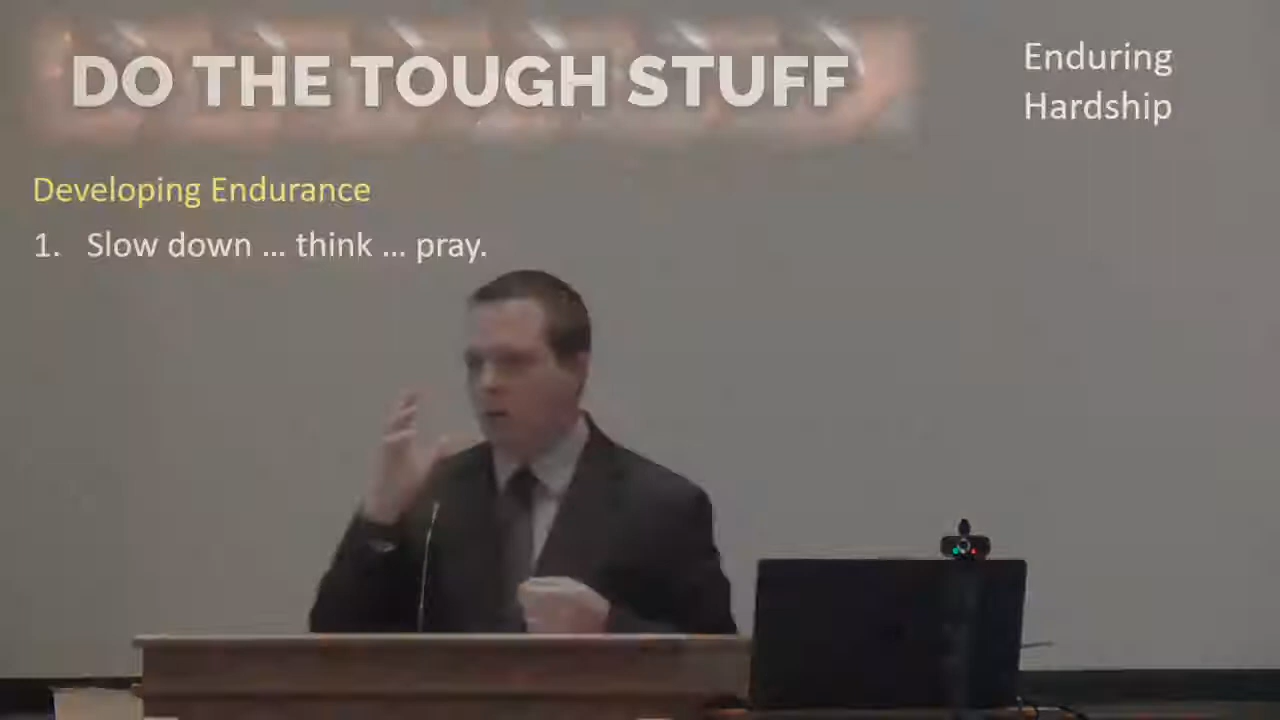 DO THE TOUGH STUFF
Enduring
Hardship
Developing Endurance
1. Slow down ... think ... pray.